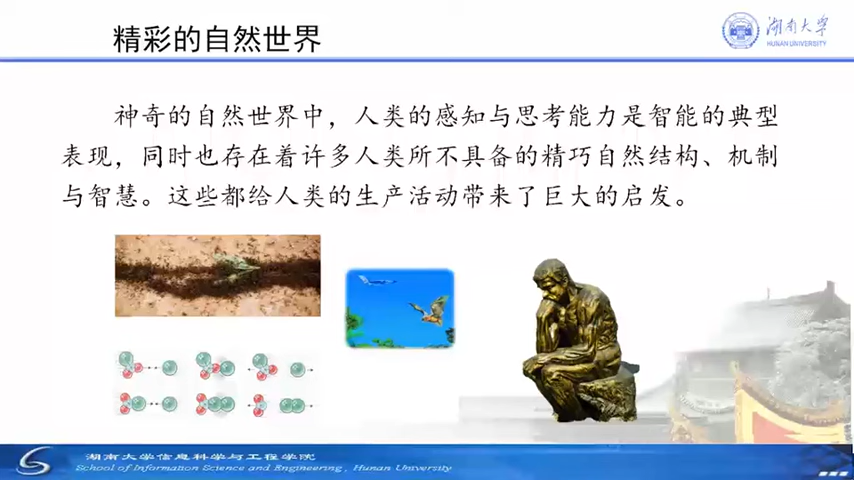 精彩的自然世界
湖南大学
HUNAN UNIVERSITY
神奇的自然世界中，人类的感知与思考能力是智能的典型
表现，同时也存在着许多人类所不具备的精巧自然结构、机制
与智慧。这些都给人类的生产活动带来了巨大的启发。
湖南大学信息科学与工程学院
School of Information Science and Engineering, Hunan University